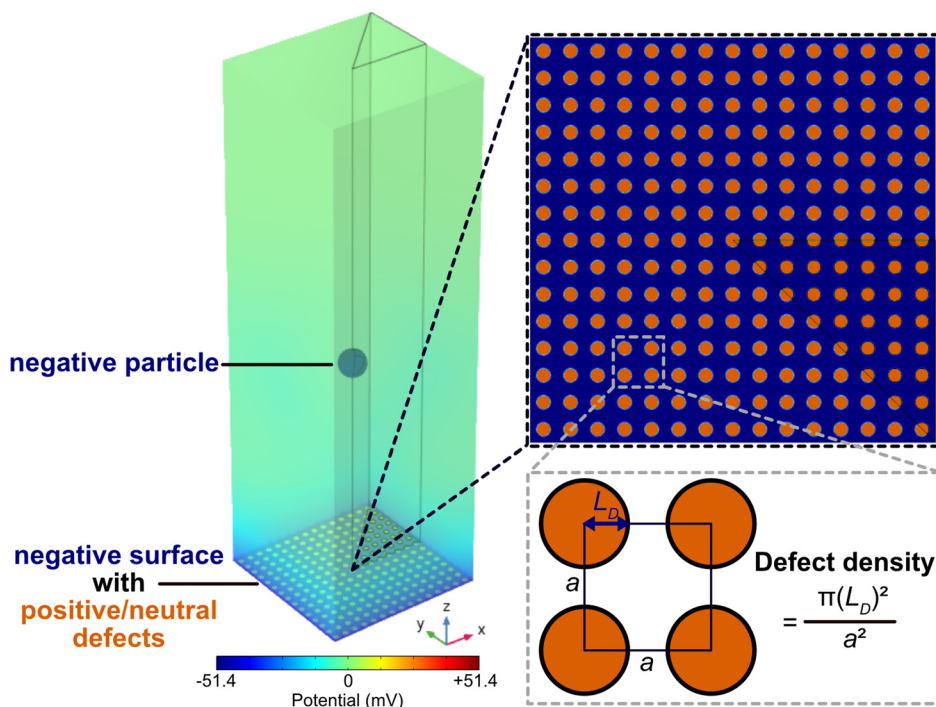 negative particle
negative surface
with
positive/neutral
defects
z
y
x
-51.4
0
+51.4
Potential (mV)
L_D
a
a
Defect density
= π(L_D)²
a²